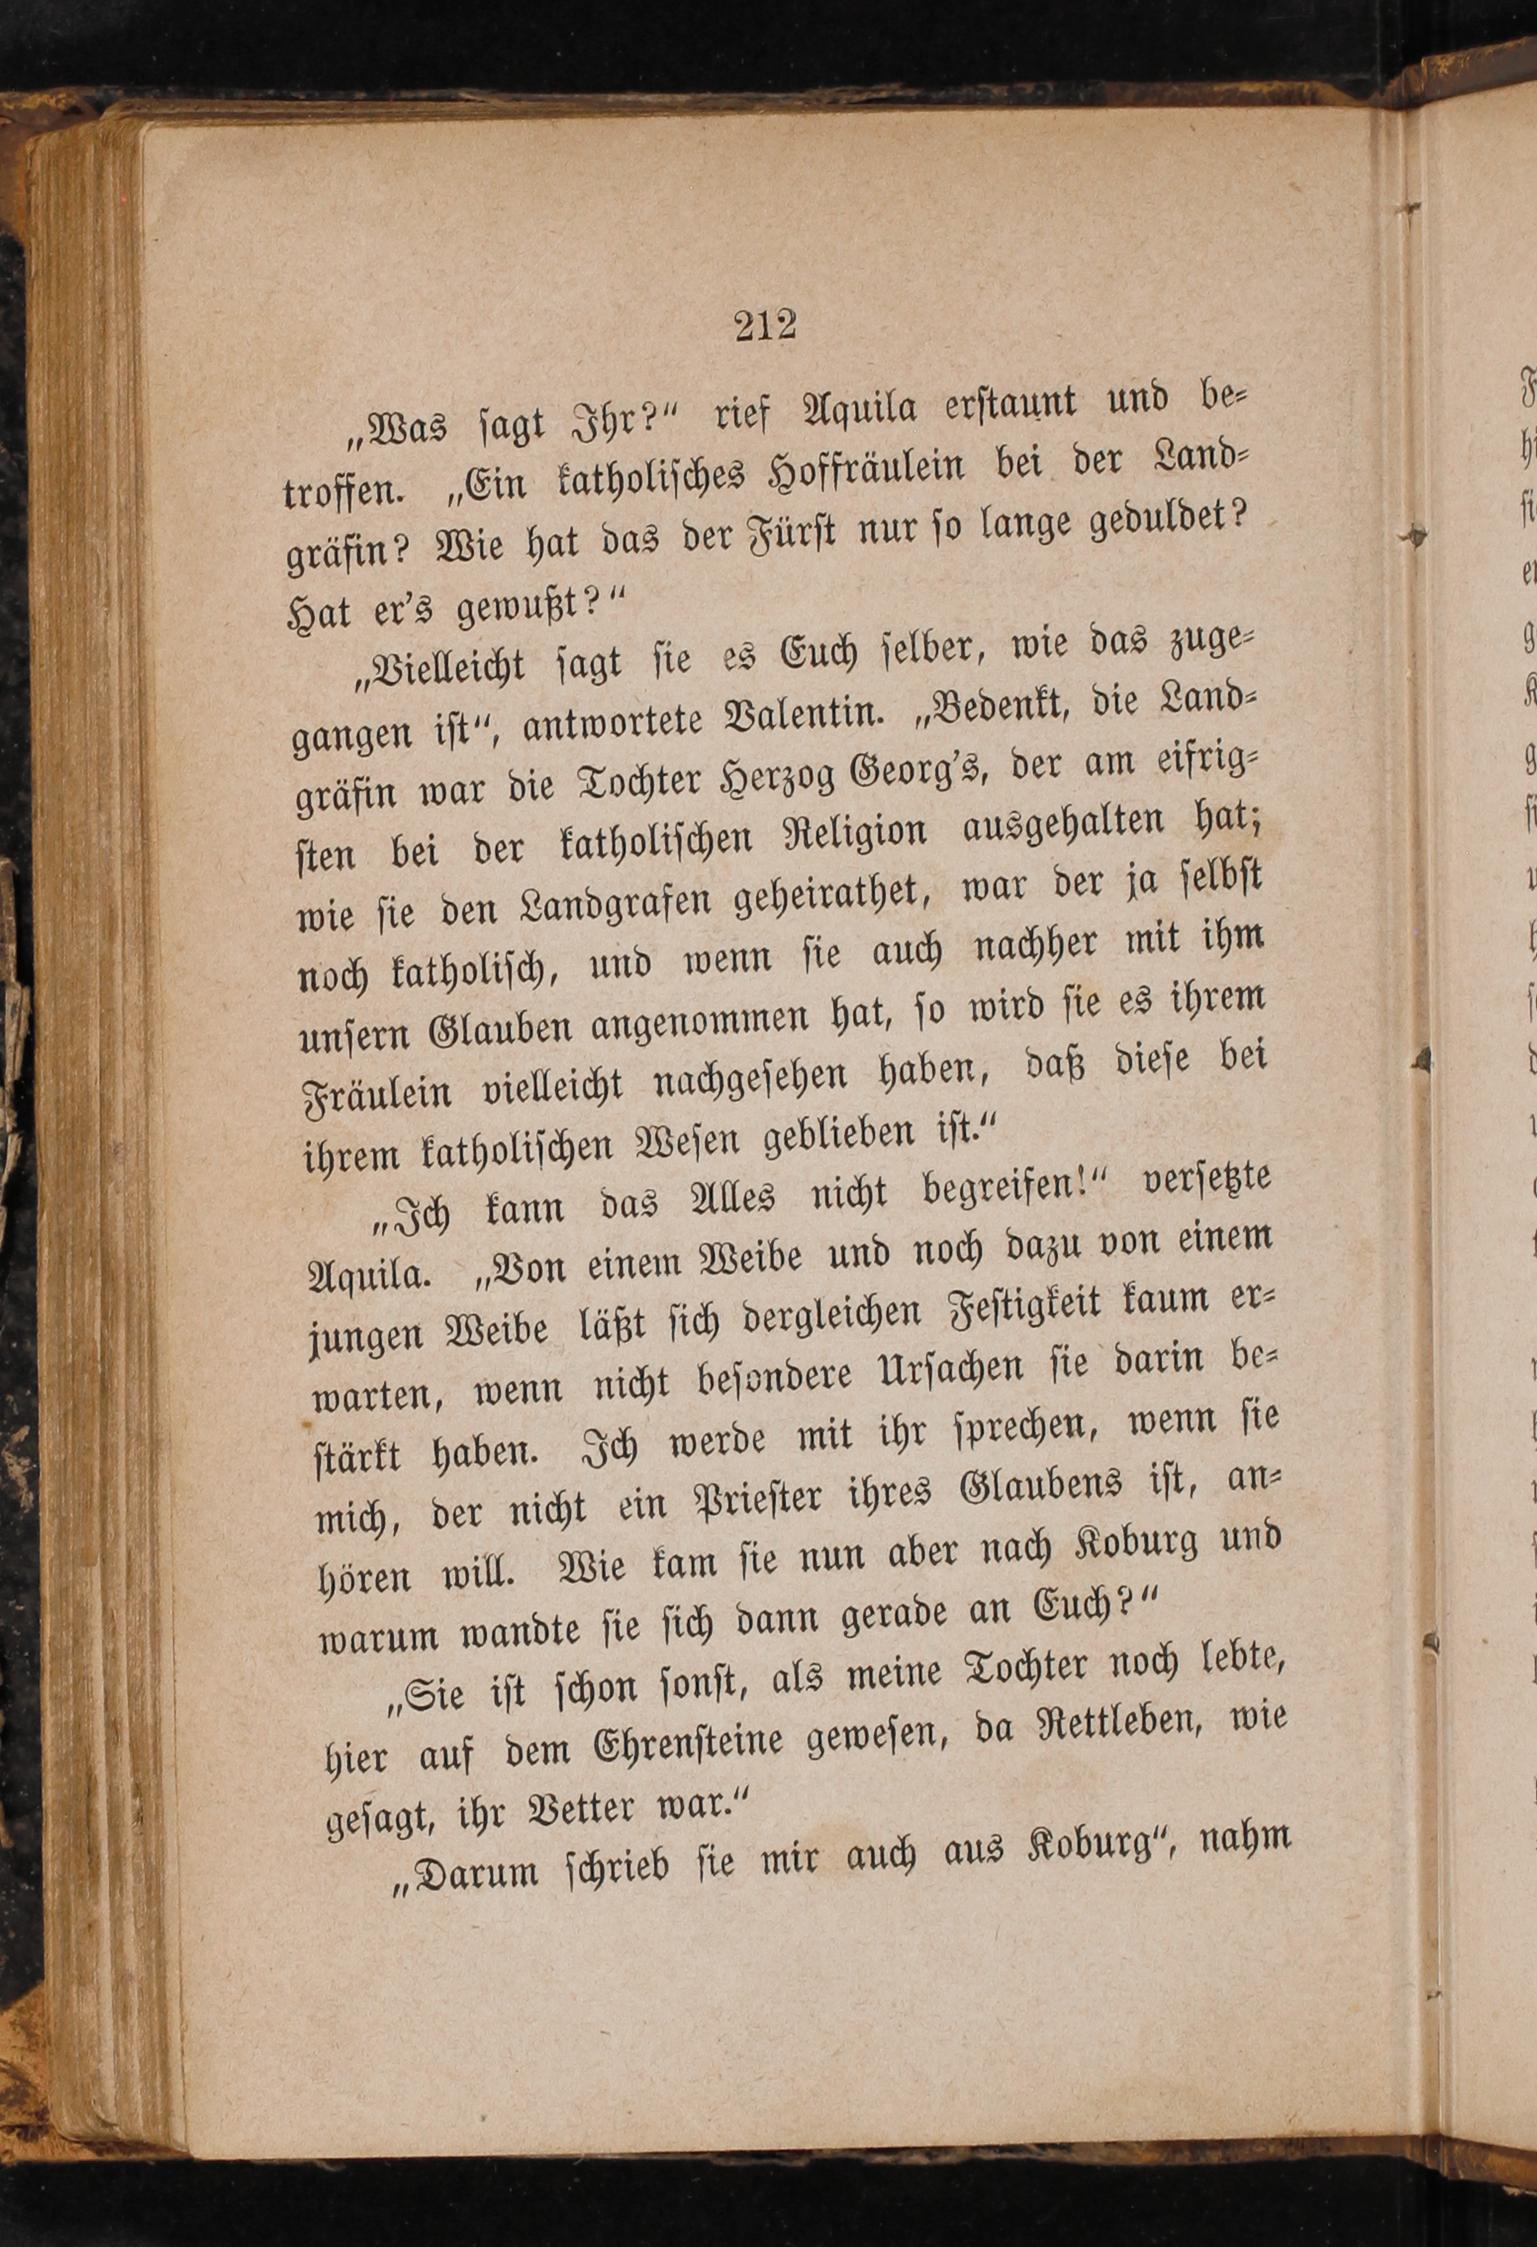 212
„Was sagt Ihr?“ rief Aquila erstaunt und be-
troffen. „Ein katholisches Hoffräulein bei der Land-
gräfin? Wie hat das der Fürst nur so lange geduldet?
Hat er's gewußt?“
„Vielleicht sagt sie es Euch selber, wie das zuge-
gangen ist“, antwortete Valentin. „Bedenkt, die Land-
gräfin war die Tochter Herzog Georg's, der am eifrig-
sten bei der katholischen Religion ausgehalten hat;
wie sie den Landgrafen geheirathet, war der ja selbst
noch katholisch, und wenn sie auch nachher mit ihm
unsern Glauben angenommen hat, so wird sie es ihrem
Fräulein vielleicht nachgesehen haben, daß diese bei
ihrem katholischen Wesen geblieben ist.“
„Ich kann das Alles nicht begreifen!“ versetzte
Aquila. „Von einem Weibe und noch dazu von einem
jungen Weibe läßt sich dergleichen Festigkeit kaum er-
warten, wenn nicht besondere Ursachen sie darin be-
stärkt haben. Ich werde mit ihr sprechen, wenn sie
mich, der nicht ein Priester ihres Glaubens ist, an-
hören will. Wie kam sie nun aber nach Koburg und
warum wandte sie sich dann gerade an Euch?“
„Sie ist schon sonst, als meine Tochter noch lebte,
hier auf dem Ehrensteine gewesen, da Rettleben, wie
gesagt, ihr Vetter war.“
„Darum schrieb sie mir auch aus Koburg“, nahm